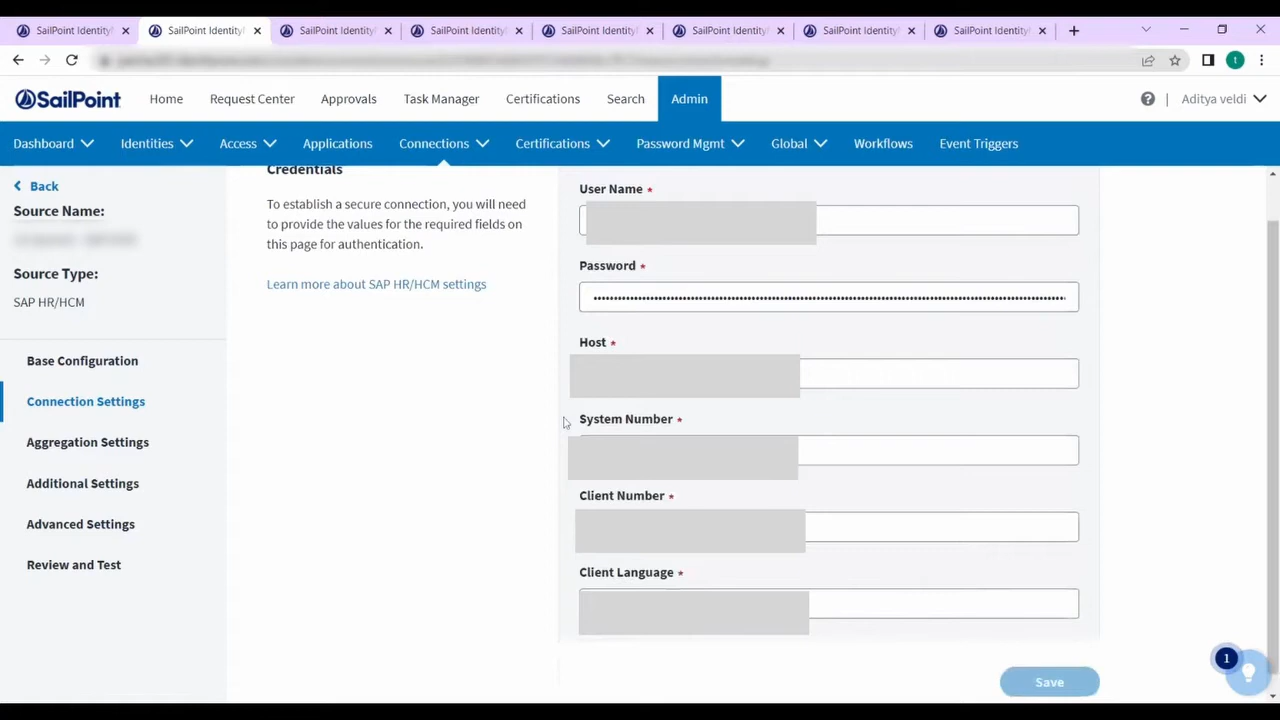 SailPoint Identity
SailPoint Identity
SailPoint Identity
SailPoint Identity
SailPoint Identity
SailPoint Identity
SailPoint Identity
SailPoint Identity
t
SailPoint
Home
Request Center
Approvals
Task Manager
Certifications
Search
Admin
Aditya veldi
Dashboard
Identities
Access
Applications
Connections
Certifications
Password Mgmt
Global
Workflows
Event Triggers
Back
Source Name:
Source Type:
SAP HR/HCM
Base Configuration
Connection Settings
Aggregation Settings
Additional Settings
Advanced Settings
Review and Test
Credentials
To establish a secure connection, you will need
to provide the values for the required fields on
this page for authentication.
Learn more about SAP HR/HCM settings
User Name *
Password *
Host *
System Number *
Client Number *
Client Language *
Save
1